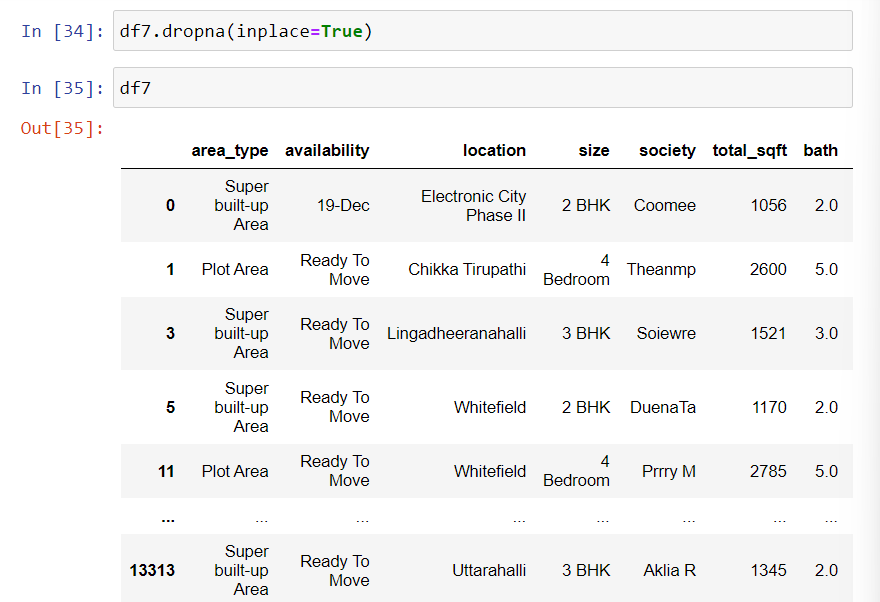 In [34]: df7.dropna(inplace=True)
In [35]: df7
Out[35]:
area_type availability location size society total_sqft bath
0 Super built-up Area 19-Dec Electronic City Phase II 2 BHK Coomee 1056 2.0
1 Plot Area Ready To Move Chikka Tirupathi 4 Bedroom Theanmp 2600 5.0
3 Super built-up Area Ready To Move Lingadheeranahalli 3 BHK Soiewre 1521 3.0
5 Super built-up Area Ready To Move Whitefield 2 BHK DuenaTa 1170 2.0
11 Plot Area Ready To Move Whitefield 4 Bedroom Prrry M 2785 5.0
... ... ... ... ... ... ... ...
13313 Super built-up Area Ready To Move Uttarahalli 3 BHK Aklia R 1345 2.0